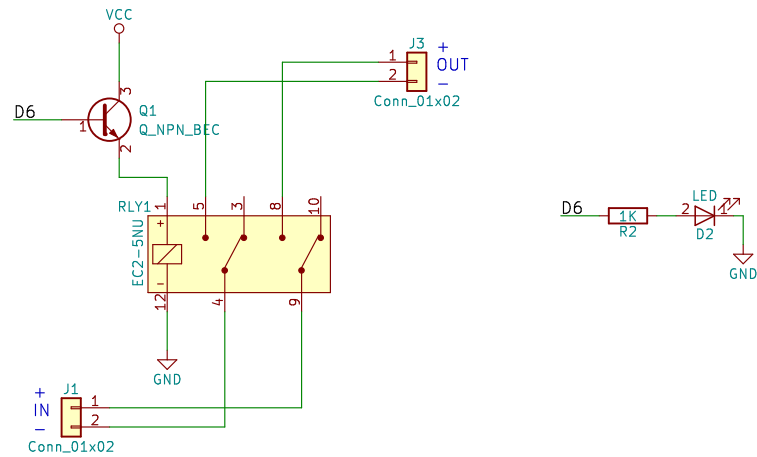 VCC
3
D6
1
Q1
Q_NPN_BEC
2
J3
+
1
OUT
2
−
Conn_01x02
RLY1
1
5
3
8
10
+
EC2-5NU
−
12
4
9
GND
D6
1K
R2
LED
2
1
D2
GND
J1
+
1
IN
2
−
Conn_01x02